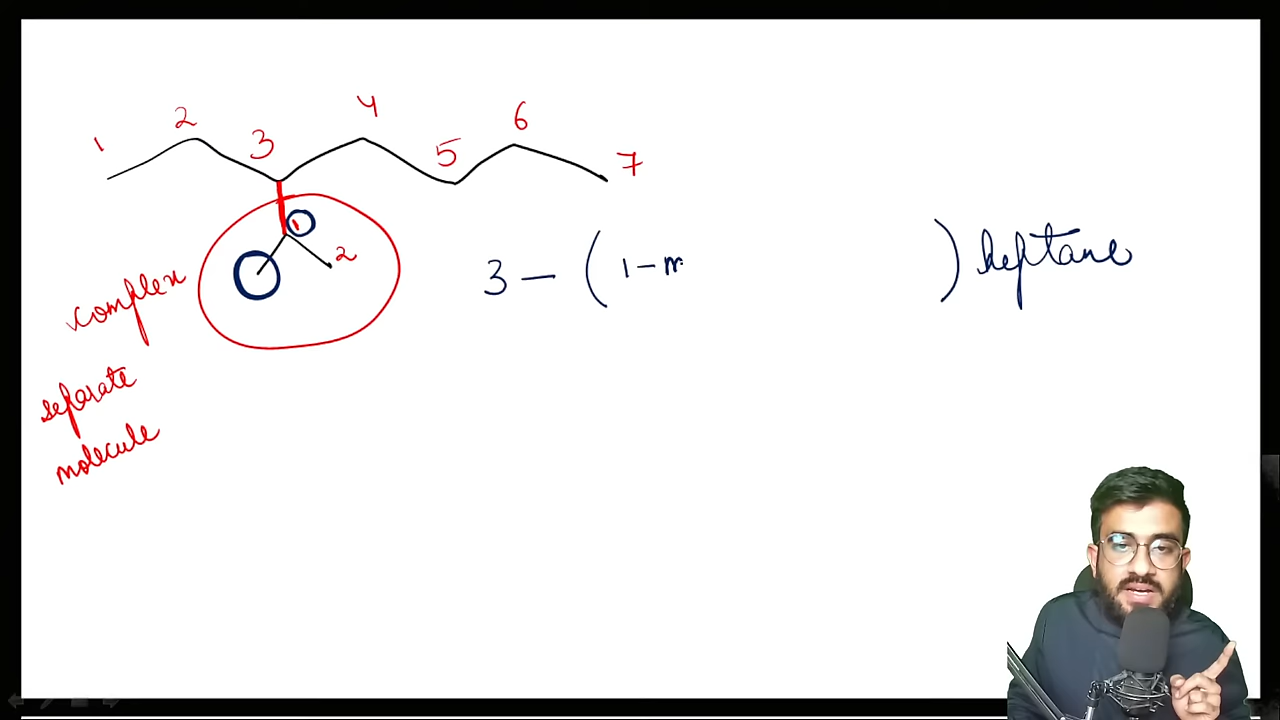 1 2 3 4 5 6 7
1
2
3 - ( 1-m ) heptane
complex
separate
molecule